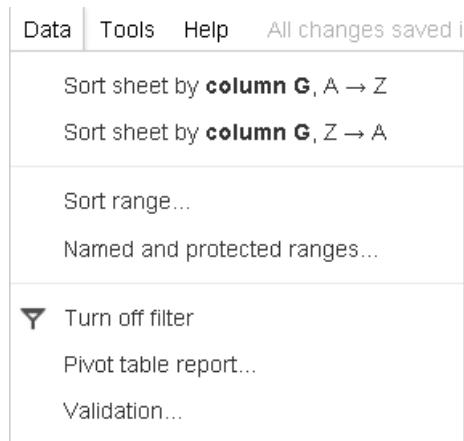 Data Tools Help All changes saved i
Sort sheet by column G, A → Z
Sort sheet by column G, Z → A
Sort range...
Named and protected ranges...
Turn off filter
Pivot table report...
Validation...